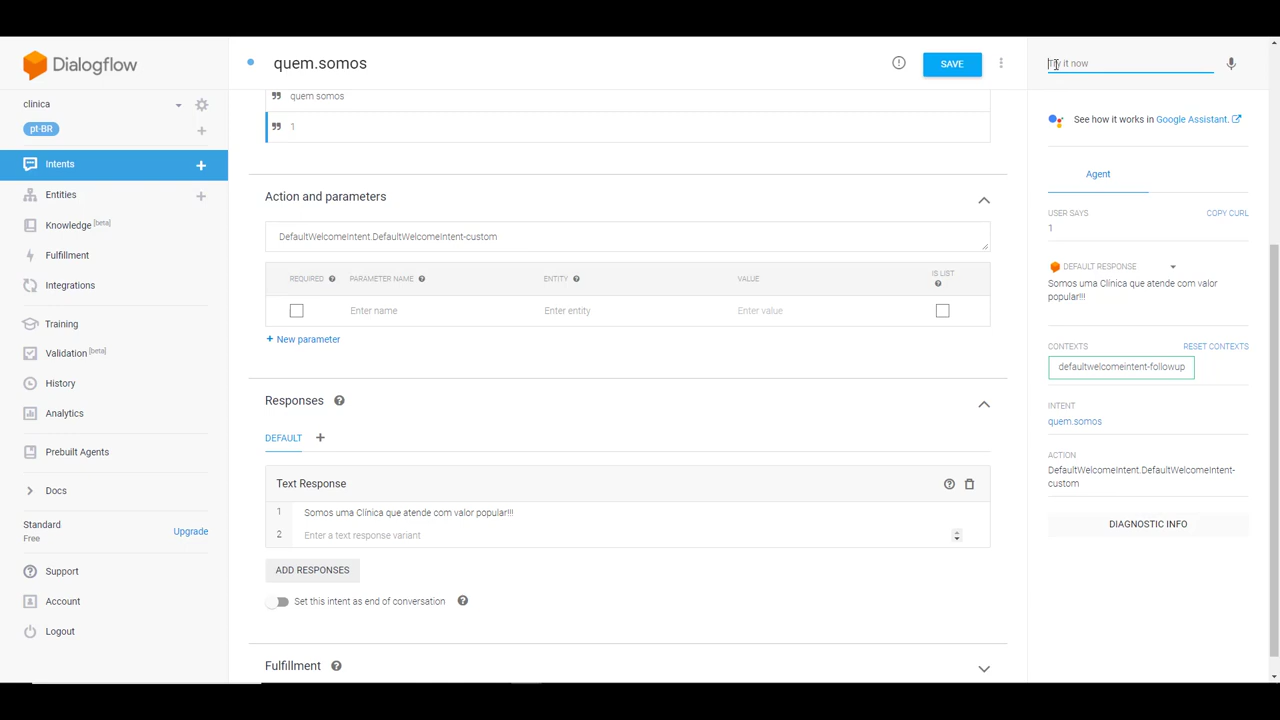 Dialogflow
clinica
pt-BR
Intents
Entities
Knowledge [beta]
Fulfillment
Integrations
Training
Validation [beta]
History
Analytics
Prebuilt Agents
Docs
Standard
Free
Upgrade
Support
Account
Logout
quem.somos
SAVE
quem somos
1
Action and parameters
DefaultWelcomeIntent.DefaultWelcomeIntent-custom
REQUIRED PARAMETER NAME ENTITY VALUE IS LIST
Enter name Enter entity Enter value
+ New parameter
Responses
DEFAULT +
Text Response
1 Somos uma Clínica que atende com valor popular!!!
2 Enter a text response variant
ADD RESPONSES
Set this intent as end of conversation
Fulfillment
Try it now
See how it works in Google Assistant.
Agent
USER SAYS COPY CURL
1
DEFAULT RESPONSE
Somos uma Clínica que atende com valor
popular!!!
CONTEXTS RESET CONTEXTS
defaultwelcomeintent-followup
INTENT
quem.somos
ACTION
DefaultWelcomeIntent.DefaultWelcomeIntent-
custom
DIAGNOSTIC INFO